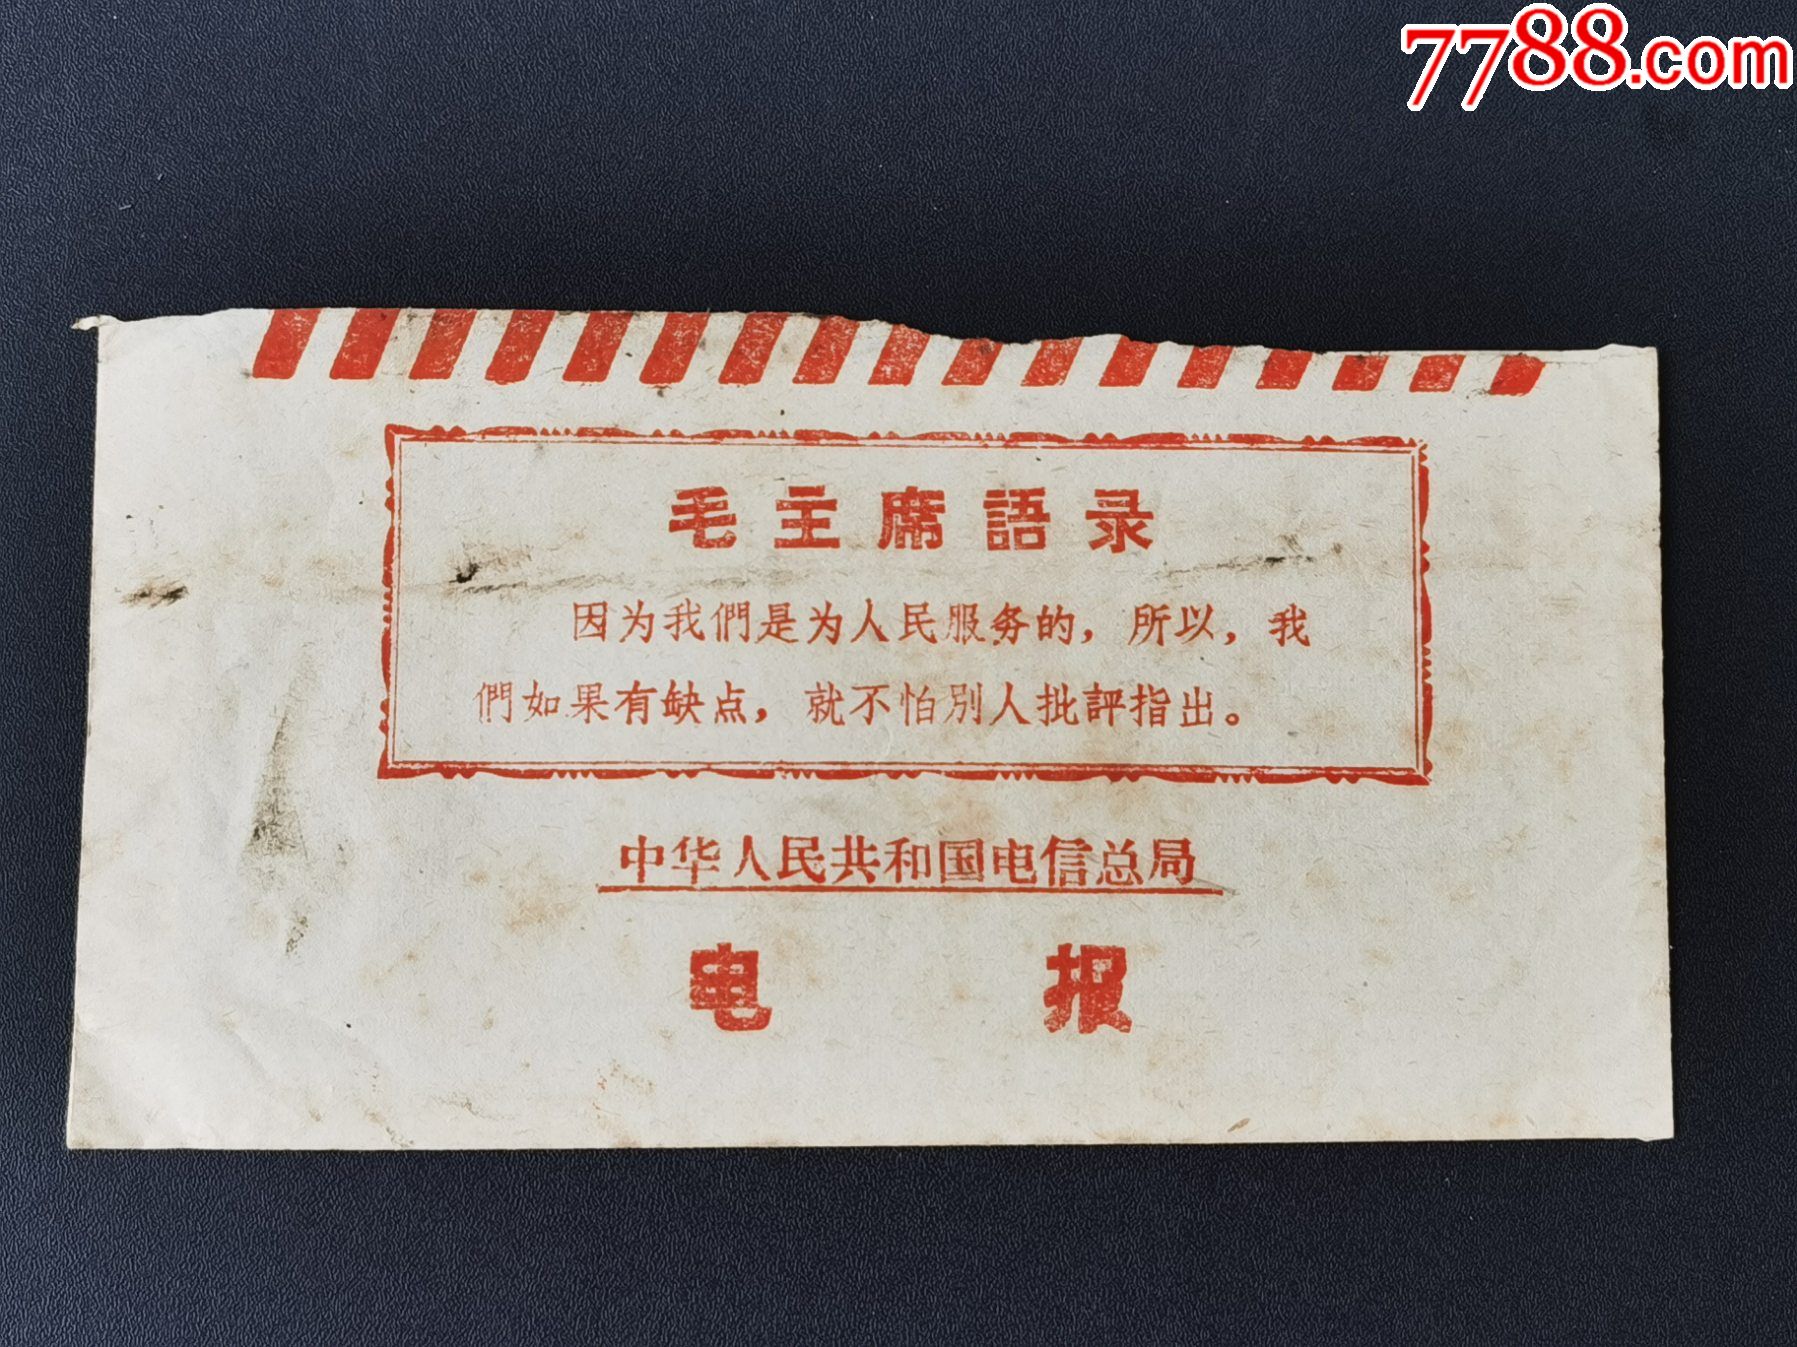 7788.com
毛主席語录
因为我們是为人民服务的，所以，我
們如果有缺点，就不怕別人批評指出。
中华人民共和国电信总局
电报